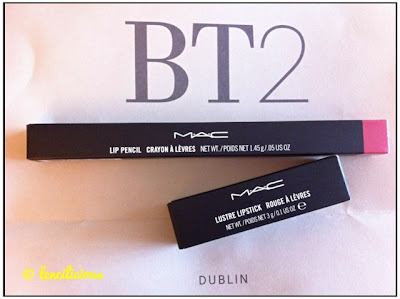 BT2
MAC
LIP PENCIL CRAYON À LÈVRES NET WT./POIDS NET 1.45 g/.05 US OZ
MAC
LUSTRE LIPSTICK ROUGE À LÈVRES
NET WT./POIDS NET 3 g/0.1 US OZ ℮
DUBLIN